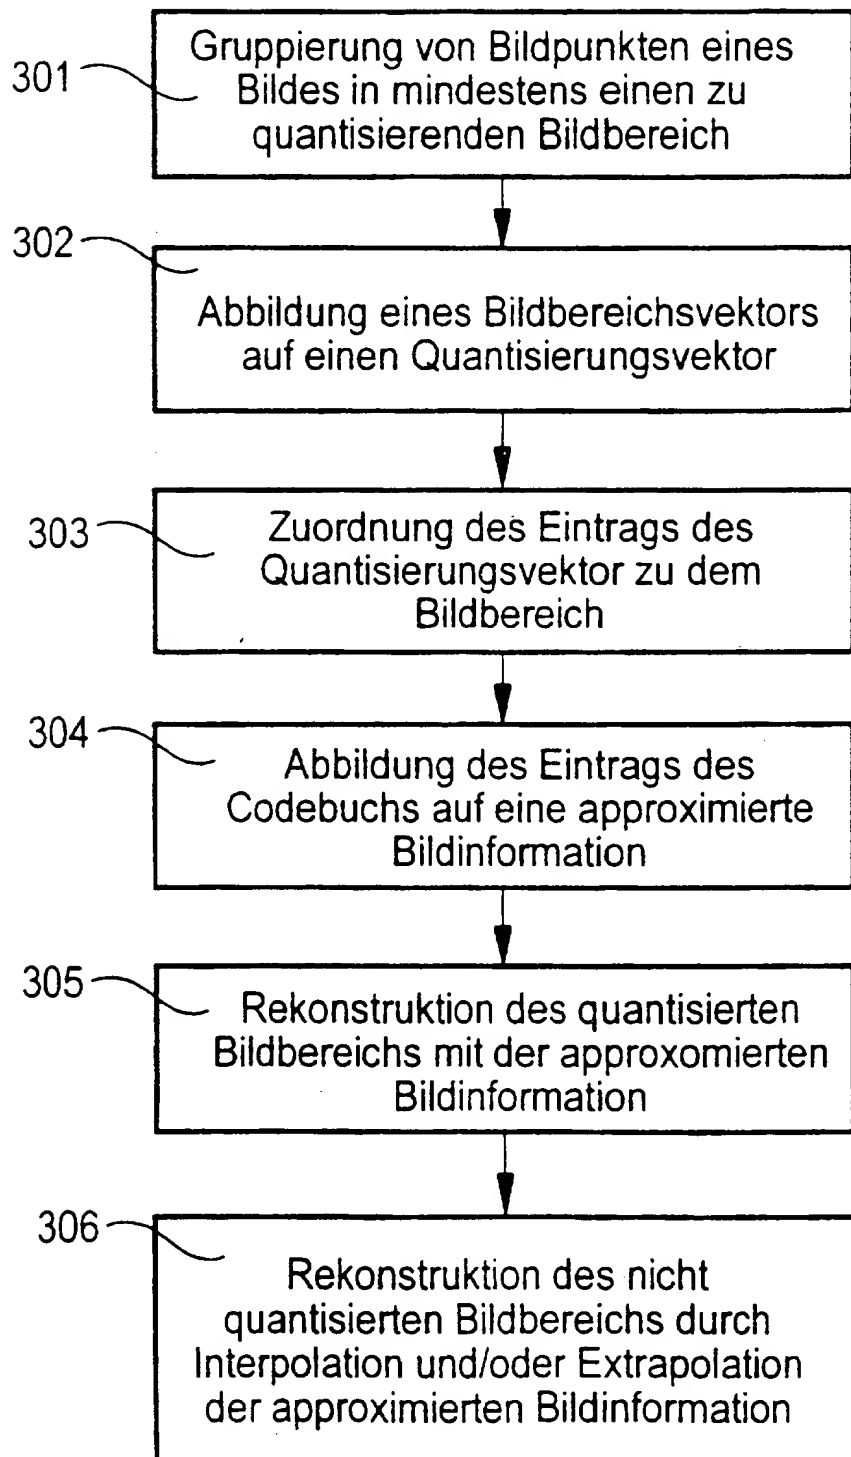 301
Gruppierung von Bildpunkten eines
Bildes in mindestens einen zu
quantisierenden Bildbereich
302
Abbildung eines Bildbereichsvektors
auf einen Quantisierungsvektor
303
Zuordnung des Eintrags des
Quantisierungsvektor zu dem
Bildbereich
304
Abbildung des Eintrags des
Codebuchs auf eine approximierte
Bildinformation
305
Rekonstruktion des quantisierten
Bildbereichs mit der approxomierten
Bildinformation
306
Rekonstruktion des nicht
quantisierten Bildbereichs durch
Interpolation und/oder Extrapolation
der approximierten Bildinformation